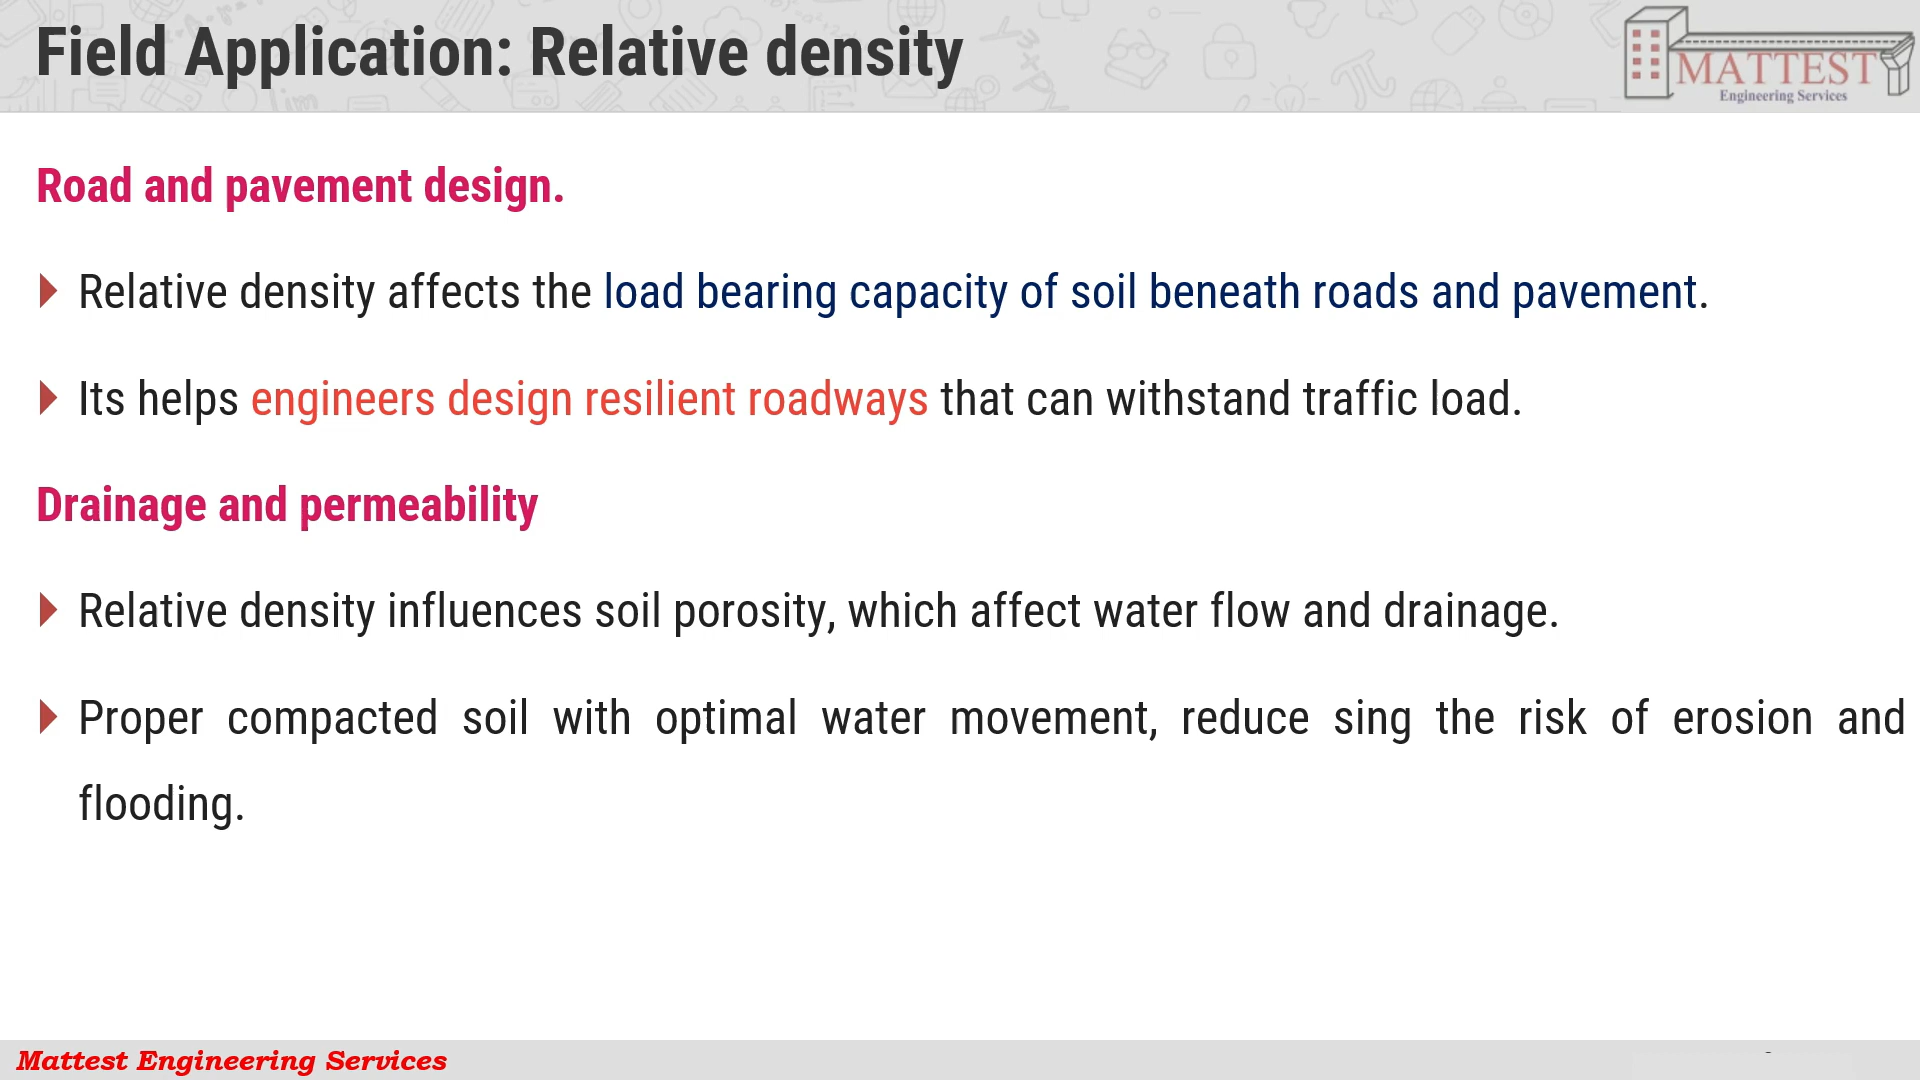 Field Application: Relative density
MATTEST
Engineering Services
Road and pavement design.
Relative density affects the load bearing capacity of soil beneath roads and pavement.
Its helps engineers design resilient roadways that can withstand traffic load.
Drainage and permeability
Relative density influences soil porosity, which affect water flow and drainage.
Proper compacted soil with optimal water movement, reduce sing the risk of erosion and
flooding.
Mattest Engineering Services